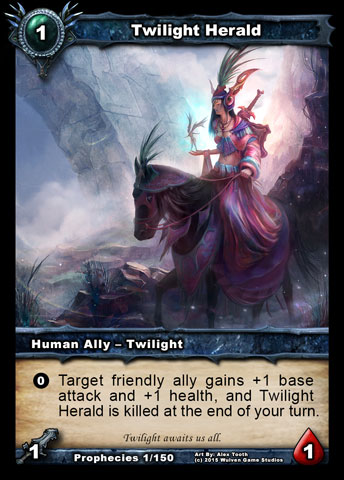 1
Twilight Herald
Human Ally – Twilight
0 Target friendly ally gains +1 base
attack and +1 health, and Twilight
Herald is killed at the end of your turn.
Twilight awaits us all.
1
Prophecies 1/150
Art By: Alex Tooth
(c) 2015 Wulven Game Studios
1